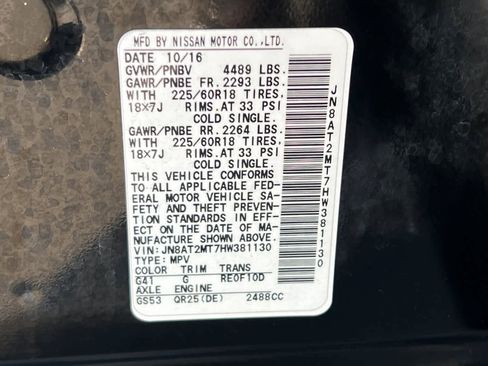 MFD BY NISSAN MOTOR CO.,LTD.
DATE 10/16
GVWR/PNBV 4489 LBS.
GAWR/PNBE FR. 2293 LBS.
WITH 225/60R18 TIRES.
18×7J RIMS.AT 33 PSI
COLD SINGLE.
GAWR/PNBE RR. 2264 LBS.
WITH 225/60R18 TIRES.
18×7J RIMS.AT 33 PSI
COLD SINGLE.
THIS VEHICLE CONFORMS
TO ALL APPLICABLE FED-
ERAL MOTOR VEHICLE SA-
FETY AND THEFT PREVEN-
TION STANDARDS IN EFF-
ECT ON THE DATE OF MA-
NUFACTURE SHOWN ABOVE.
VIN:JN8AT2MT7HW381130
TYPE:MPV
COLOR TRIM TRANS
G41 G RE0F10D
AXLE ENGINE
GS53 QR25(DE) 2488CC
JN8AT2MT7HW381130